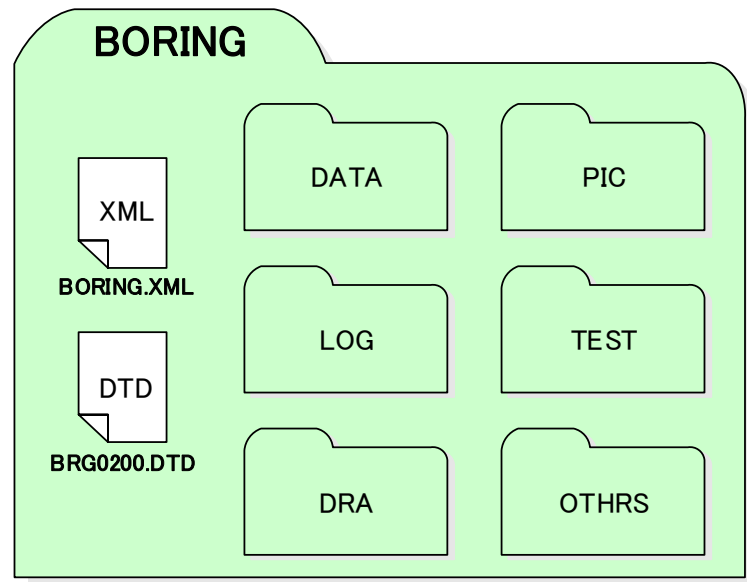 BORING
XML
BORING.XML
DTD
BRG0200.DTD
DATA
PIC
LOG
TEST
DRA
OTHRS